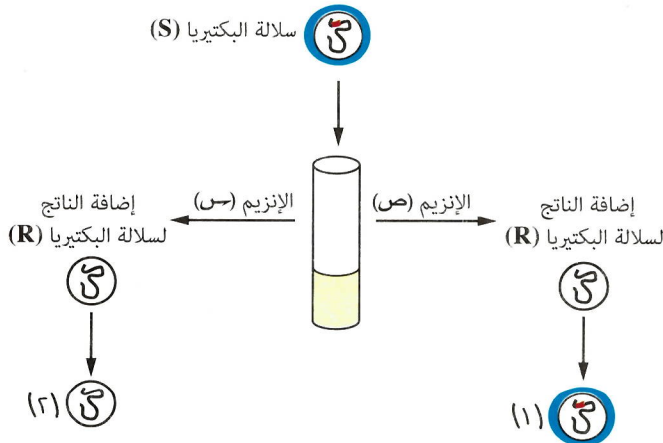 سلالة البكتيريا (S)
الإنزيم (ص)
الإنزيم (س)
إضافة الناتج
لسلالة البكتيريا (R)
إضافة الناتج
لسلالة البكتيريا (R)
(١)
(٢)